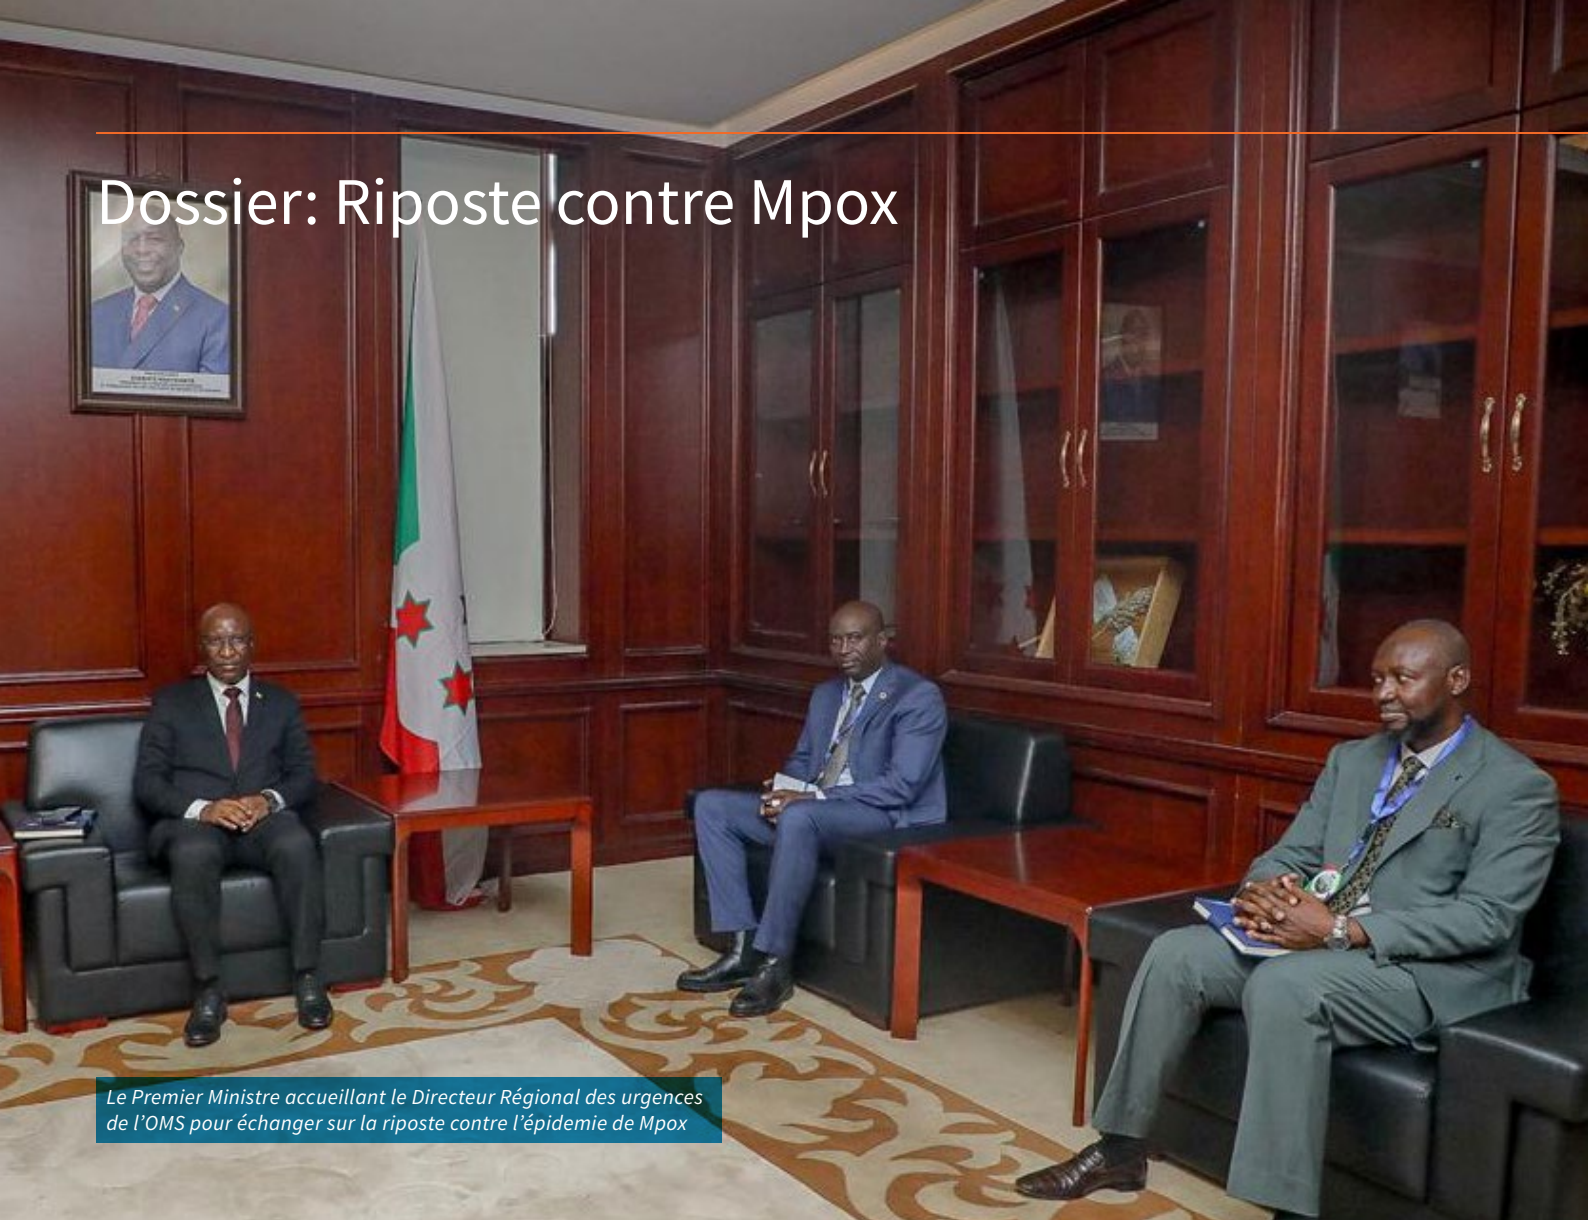 Dossier: Riposte contre Mpox
Le Premier Ministre accueillant le Directeur Régional des urgences
de l’OMS pour échanger sur la riposte contre l’épidemie de Mpox